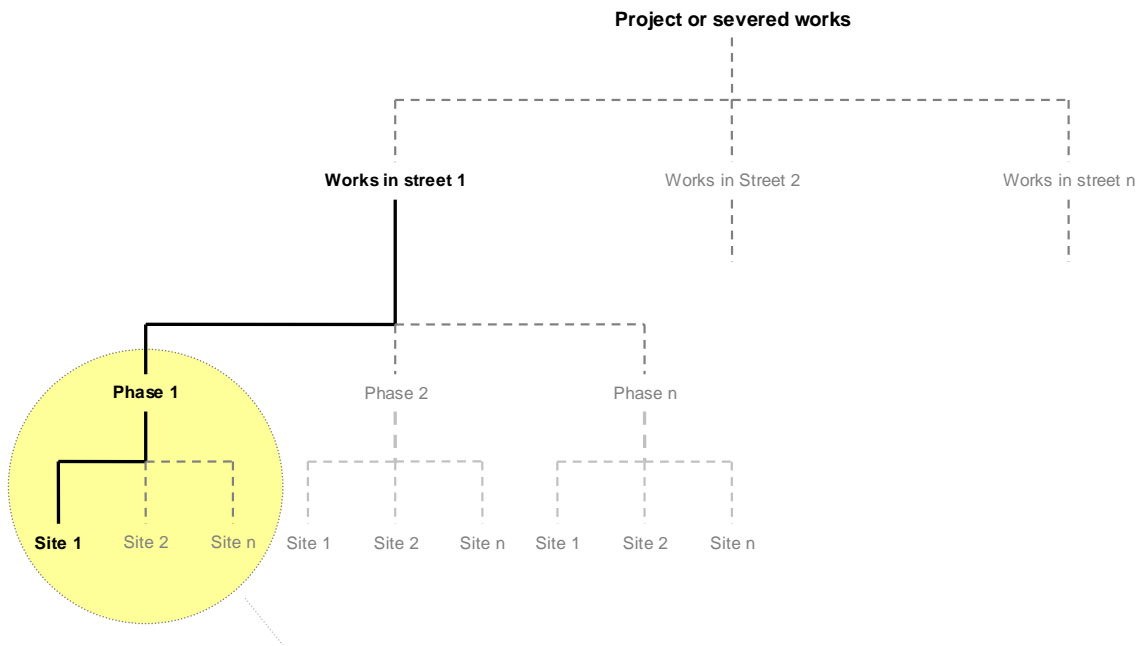 Project or severed works
Works in street 1
Works in Street 2
Works in street n
Phase 1
Phase 2
Phase n
Site 1
Site 2
Site n
Site 1
Site 2
Site n
Site 1
Site 2
Site n